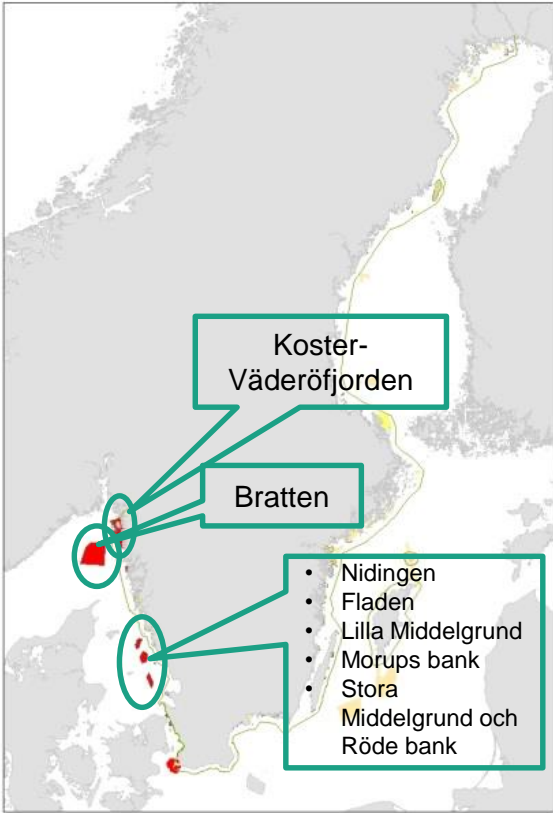 Koster-
Väderöfjorden
Bratten
• Nidingen
• Fladen
• Lilla Middelgrund
• Morups bank
• Stora
Middelgrund och
Röde bank